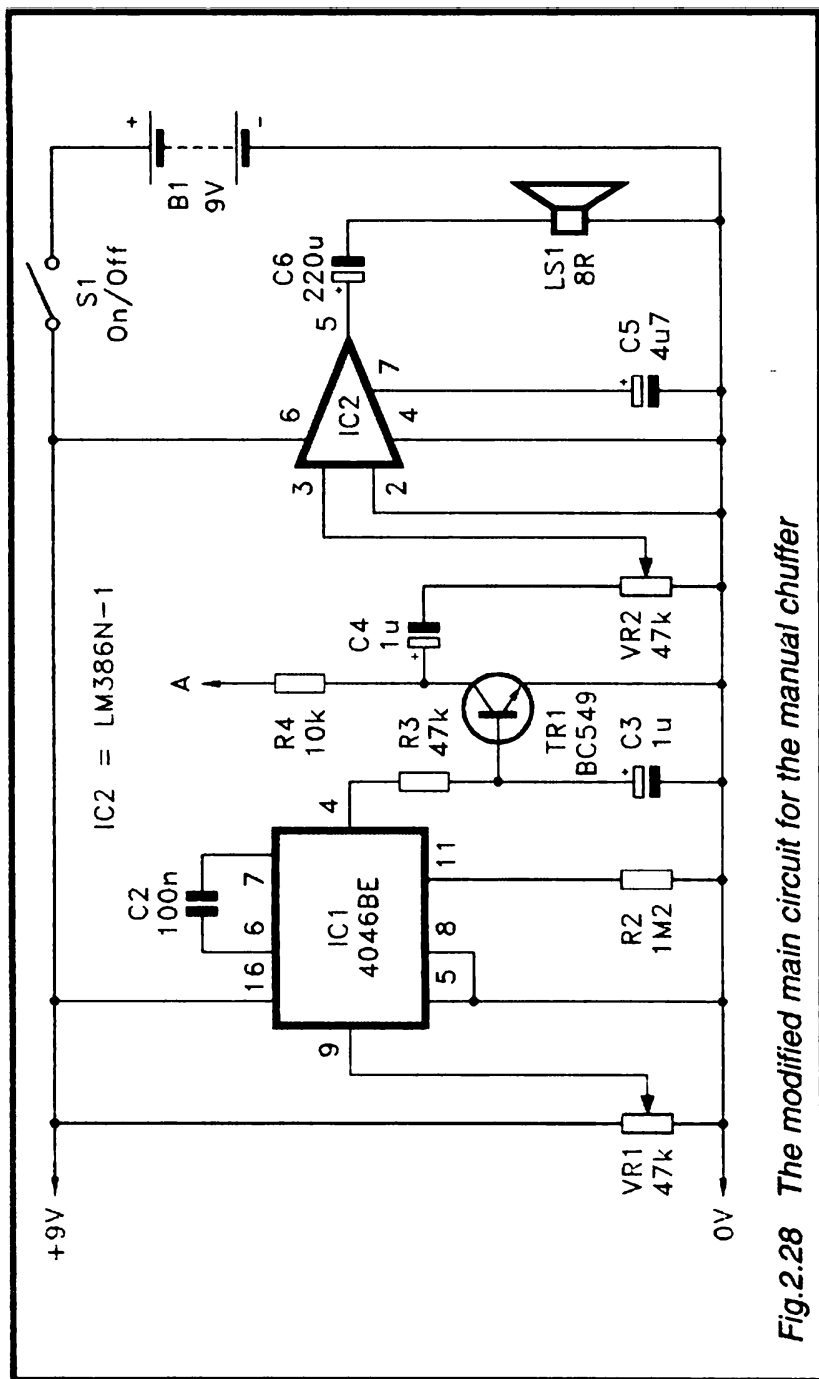 +9V
S1
On/Off
+
B1
9V
-
IC2 = LM386N-1
A
C2
100n
16
6
7
9
IC1
4046BE
4
5
8
11
R4
10k
R3
47k
+
C4
1u
TR1
BC549
6
3
2
IC2
5
7
4
+
C6
220u
LS1
8R
VR1
47k
R2
1M2
+
C3
1u
VR2
47k
+
C5
4u7
0V
Fig.2.28 The modified main circuit for the manual chuffer